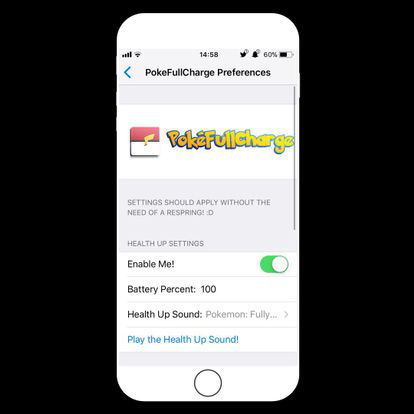 14:58
60%
PokeFullCharge Preferences
PokéFullCharge
SETTINGS SHOULD APPLY WITHOUT THE
NEED OF A RESPRING! :D
HEALTH UP SETTINGS
Enable Me!
Battery Percent: 100
Health Up Sound: Pokemon: Fully...
Play the Health Up Sound!